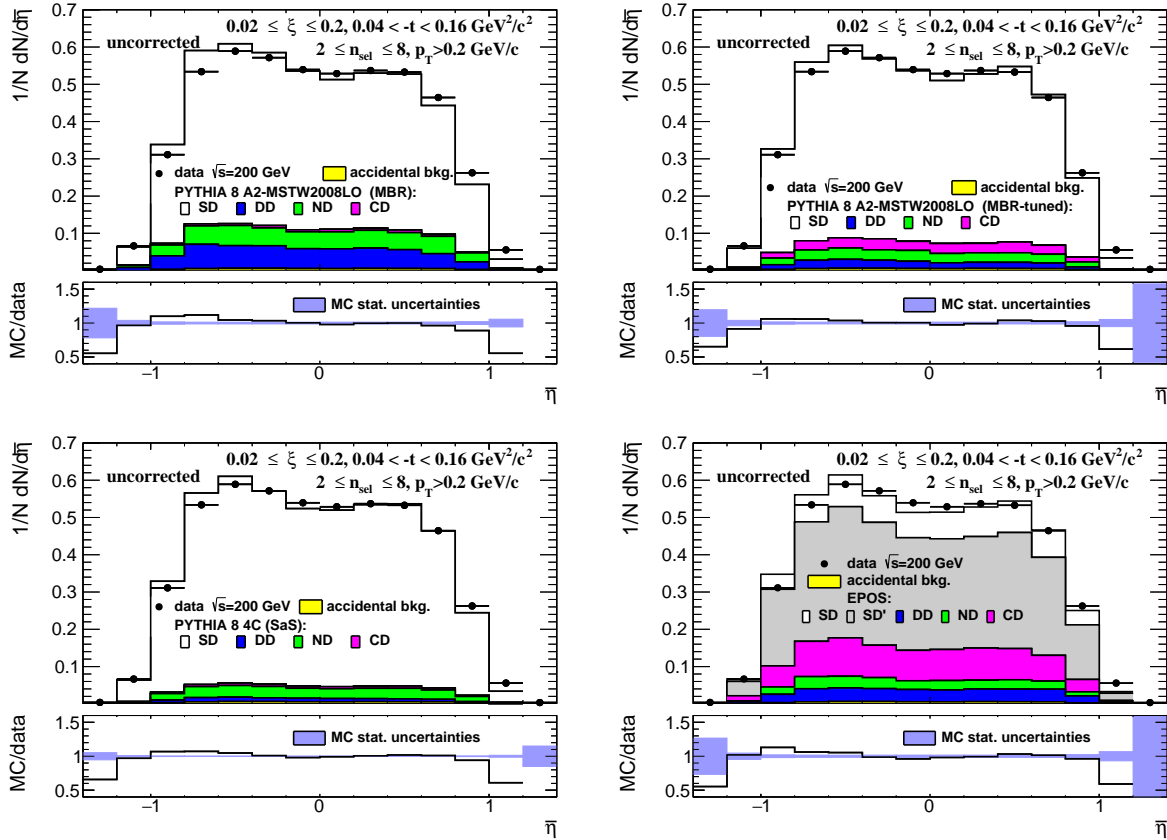 0.02 ≤ ξ ≤ 0.2, 0.04 < -t < 0.16 GeV²/c²
uncorrected
2 ≤ n_sel ≤ 8, p_T>0.2 GeV/c
1/N dN/dη̅
0.7
0.6
0.5
0.4
0.3
0.2
0.1
data √s=200 GeV accidental bkg.
PYTHIA 8 A2-MSTW2008LO (MBR):
SD DD ND CD
MC/data
1.5
1
0.5
MC stat. uncertainties
−1 0 1
η̅
0.02 ≤ ξ ≤ 0.2, 0.04 < -t < 0.16 GeV²/c²
uncorrected
2 ≤ n_sel ≤ 8, p_T>0.2 GeV/c
1/N dN/dη̅
0.7
0.6
0.5
0.4
0.3
0.2
0.1
data √s=200 GeV accidental bkg.
PYTHIA 8 A2-MSTW2008LO (MBR-tuned):
SD DD ND CD
MC/data
1.5
1
0.5
MC stat. uncertainties
−1 0 1
η̅
0.02 ≤ ξ ≤ 0.2, 0.04 < -t < 0.16 GeV²/c²
uncorrected
2 ≤ n_sel ≤ 8, p_T>0.2 GeV/c
1/N dN/dη̅
0.7
0.6
0.5
0.4
0.3
0.2
0.1
data √s=200 GeV accidental bkg.
PYTHIA 8 4C (SaS):
SD DD ND CD
MC/data
1.5
1
0.5
MC stat. uncertainties
−1 0 1
η̅
0.02 ≤ ξ ≤ 0.2, 0.04 < -t < 0.16 GeV²/c²
uncorrected
2 ≤ n_sel ≤ 8, p_T>0.2 GeV/c
1/N dN/dη̅
0.7
0.6
0.5
0.4
0.3
0.2
0.1
data √s=200 GeV
accidental bkg.
EPOS:
SD SD' DD ND CD
MC/data
1.5
1
0.5
MC stat. uncertainties
−1 0 1
η̅